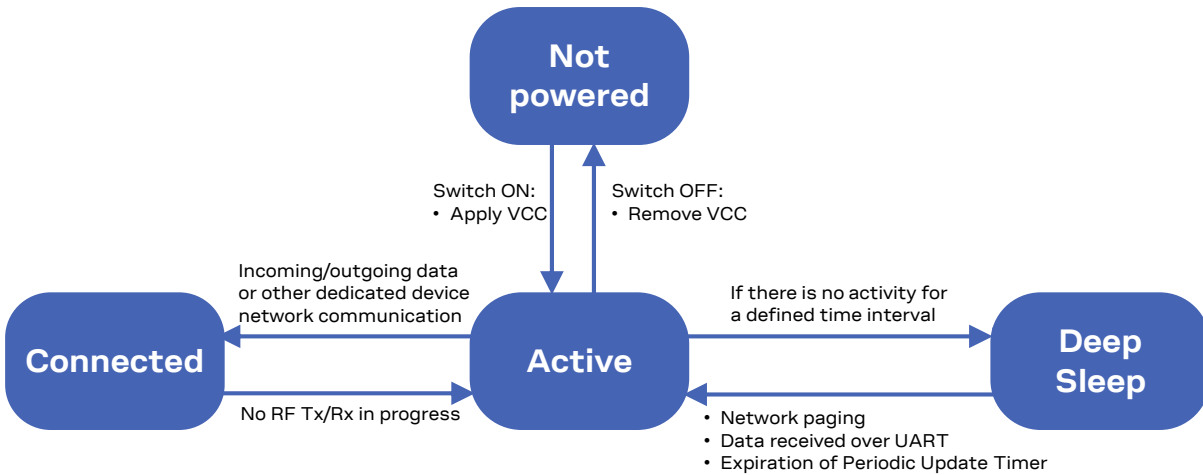 Not
powered
Switch ON:
• Apply VCC
Switch OFF:
• Remove VCC
Incoming/outgoing data
or other dedicated device
network communication
If there is no activity for
a defined time interval
Connected
Active
Deep
Sleep
No RF Tx/Rx in progress
• Network paging
• Data received over UART
• Expiration of Periodic Update Timer